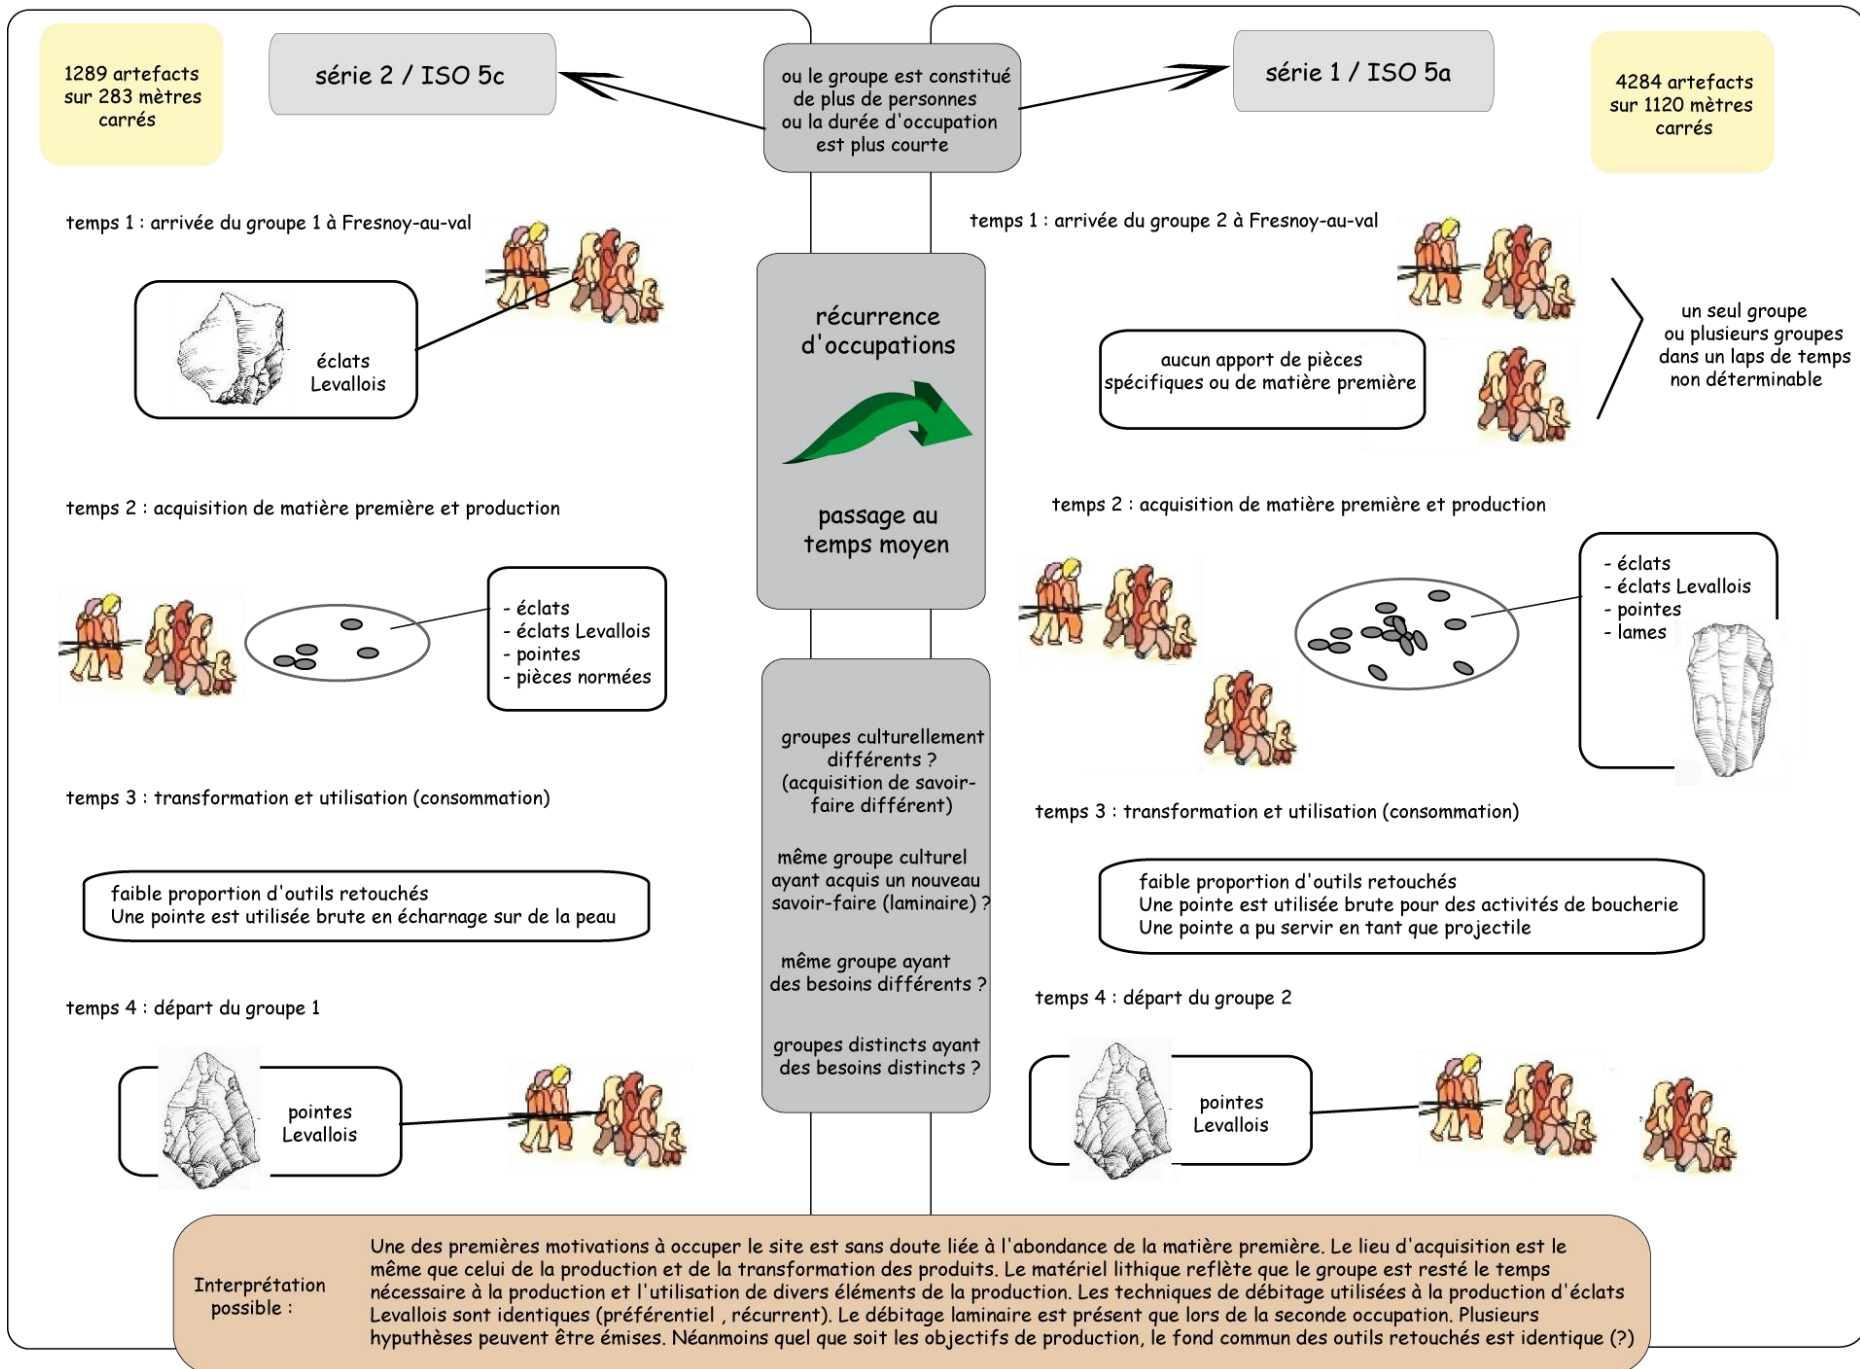 1289 artefacts
sur 283 mètres
carrés
série 2 / ISO 5c
ou le groupe est constitué
de plus de personnes
ou la durée d'occupation
est plus courte
série 1 / ISO 5a
4284 artefacts
sur 1120 mètres
carrés
temps 1 : arrivée du groupe 1 à Fresnoy-au-val
éclats
Levallois
temps 2 : acquisition de matière première et production
- éclats
- éclats Levallois
- pointes
- pièces normées
temps 3 : transformation et utilisation (consommation)
faible proportion d'outils retouchés
Une pointe est utilisée brute en écharnage sur de la peau
temps 4 : départ du groupe 1
pointes
Levallois
récurrence
d'occupations
passage au
temps moyen
groupes culturellement
différents ?
(acquisition de savoir-
faire différent)
même groupe culturel
ayant acquis un nouveau
savoir-faire (laminaire) ?
même groupe ayant
des besoins différents ?
groupes distincts ayant
des besoins distincts ?
temps 1 : arrivée du groupe 2 à Fresnoy-au-val
aucun apport de pièces
spécifiques ou de matière première
un seul groupe
ou plusieurs groupes
dans un laps de temps
non déterminable
temps 2 : acquisition de matière première et production
- éclats
- éclats Levallois
- pointes
- lames
temps 3 : transformation et utilisation (consommation)
faible proportion d'outils retouchés
Une pointe est utilisée brute pour des activités de boucherie
Une pointe a pu servir en tant que projectile
temps 4 : départ du groupe 2
pointes
Levallois
Interprétation
possible :
Une des premières motivations à occuper le site est sans doute liée à l'abondance de la matière première. Le lieu d'acquisition est le
même que celui de la production et de la transformation des produits. Le matériel lithique reflète que le groupe est resté le temps
nécessaire à la production et l'utilisation de divers éléments de la production. Les techniques de débitage utilisées à la production d'éclats
Levallois sont identiques (préférentiel , récurrent). Le débitage laminaire est présent que lors de la seconde occupation. Plusieurs
hyputhèses peuvent être émises. Néanmoins quel que soit les objectifs de production, le fond commun des outils retouchés est identique (?)